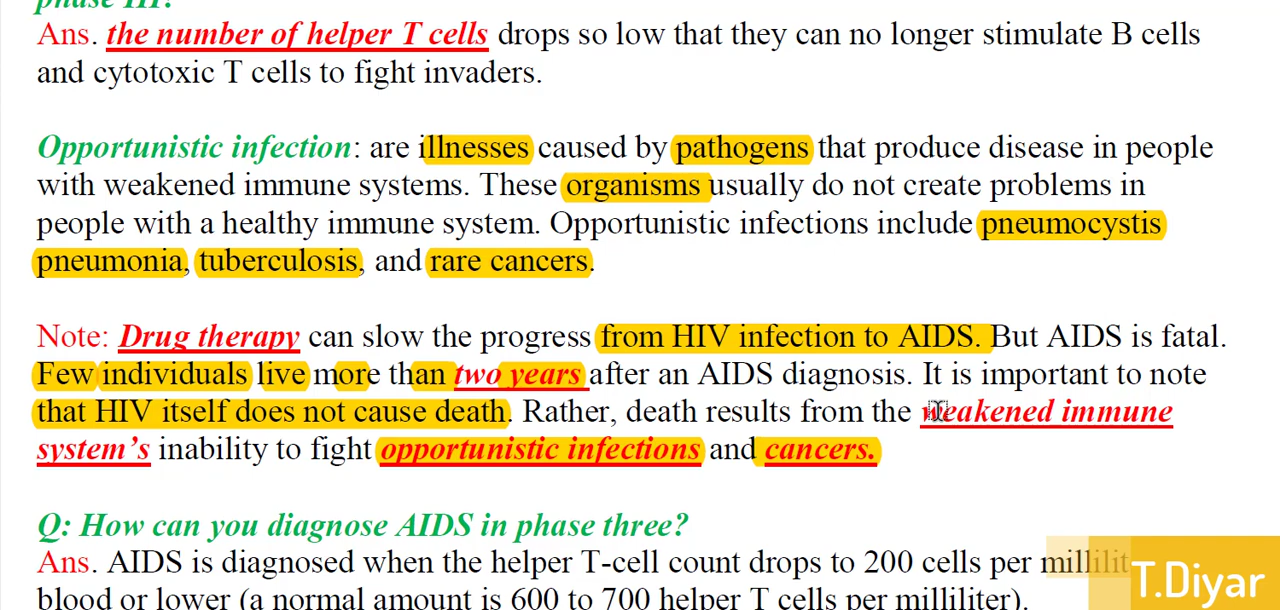 phase III?
Ans. the number of helper T cells drops so low that they can no longer stimulate B cells
and cytotoxic T cells to fight invaders.
Opportunistic infection: are illnesses caused by pathogens that produce disease in people
with weakened immune systems. These organisms usually do not create problems in
people with a healthy immune system. Opportunistic infections include pneumocystis
pneumonia, tuberculosis, and rare cancers.
Note: Drug therapy can slow the progress from HIV infection to AIDS. But AIDS is fatal.
Few individuals live more than two years after an AIDS diagnosis. It is important to note
that HIV itself does not cause death. Rather, death results from the weakened immune
system's inability to fight opportunistic infections and cancers.
Q: How can you diagnose AIDS in phase three?
Ans. AIDS is diagnosed when the helper T-cell count drops to 200 cells per
blood or lower (a normal amount is 600 to 700 helper T cells per milliliter).
T.Diyar